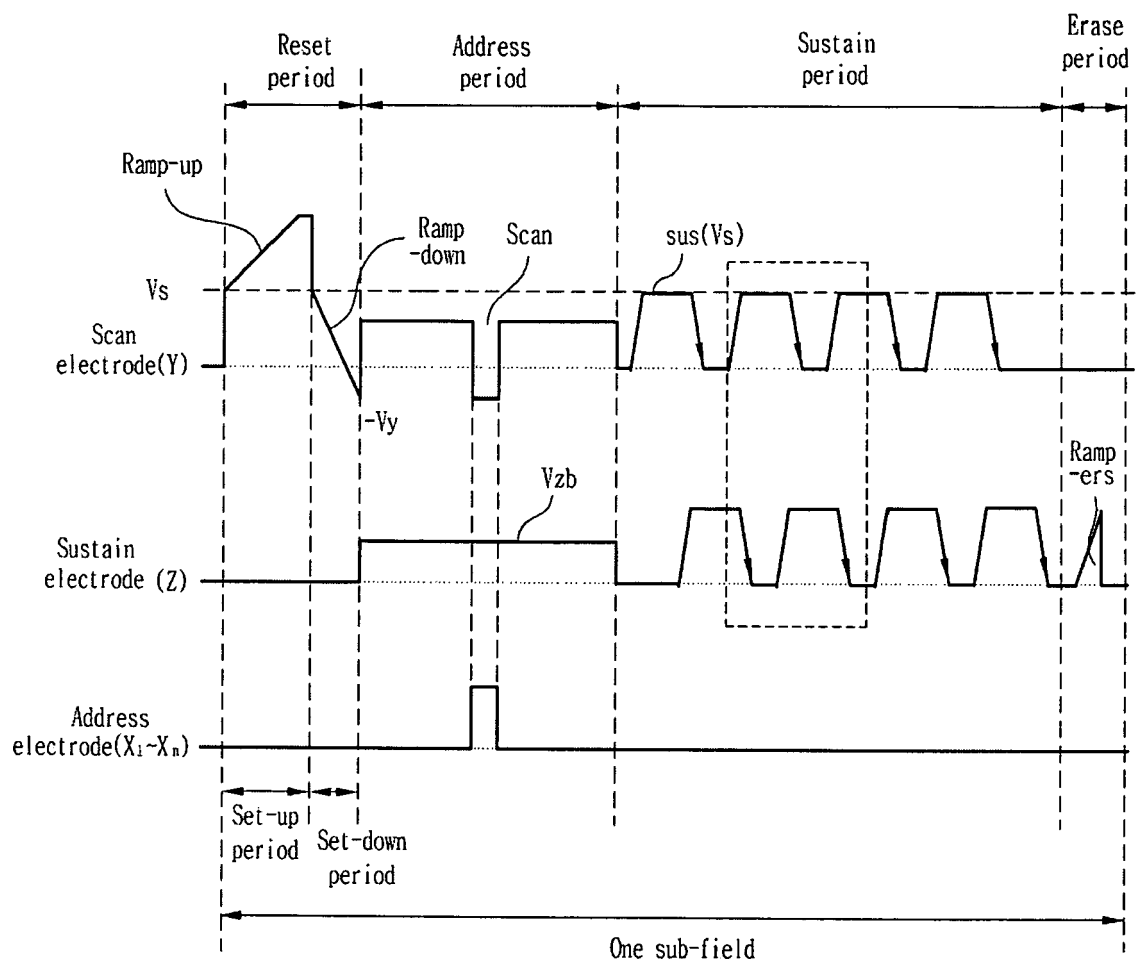 Reset
period
Address
period
Sustain
period
Erase
period
Ramp-up
Ramp
-down
Scan
sus(Vs)
Vs
Scan
electrode(Y)
-Vy
Vzb
Ramp
-ers
Sustain
electrode (Z)
Address
electrode(X₁~Xₙ)
Set-up
period
Set-down
period
One sub-field